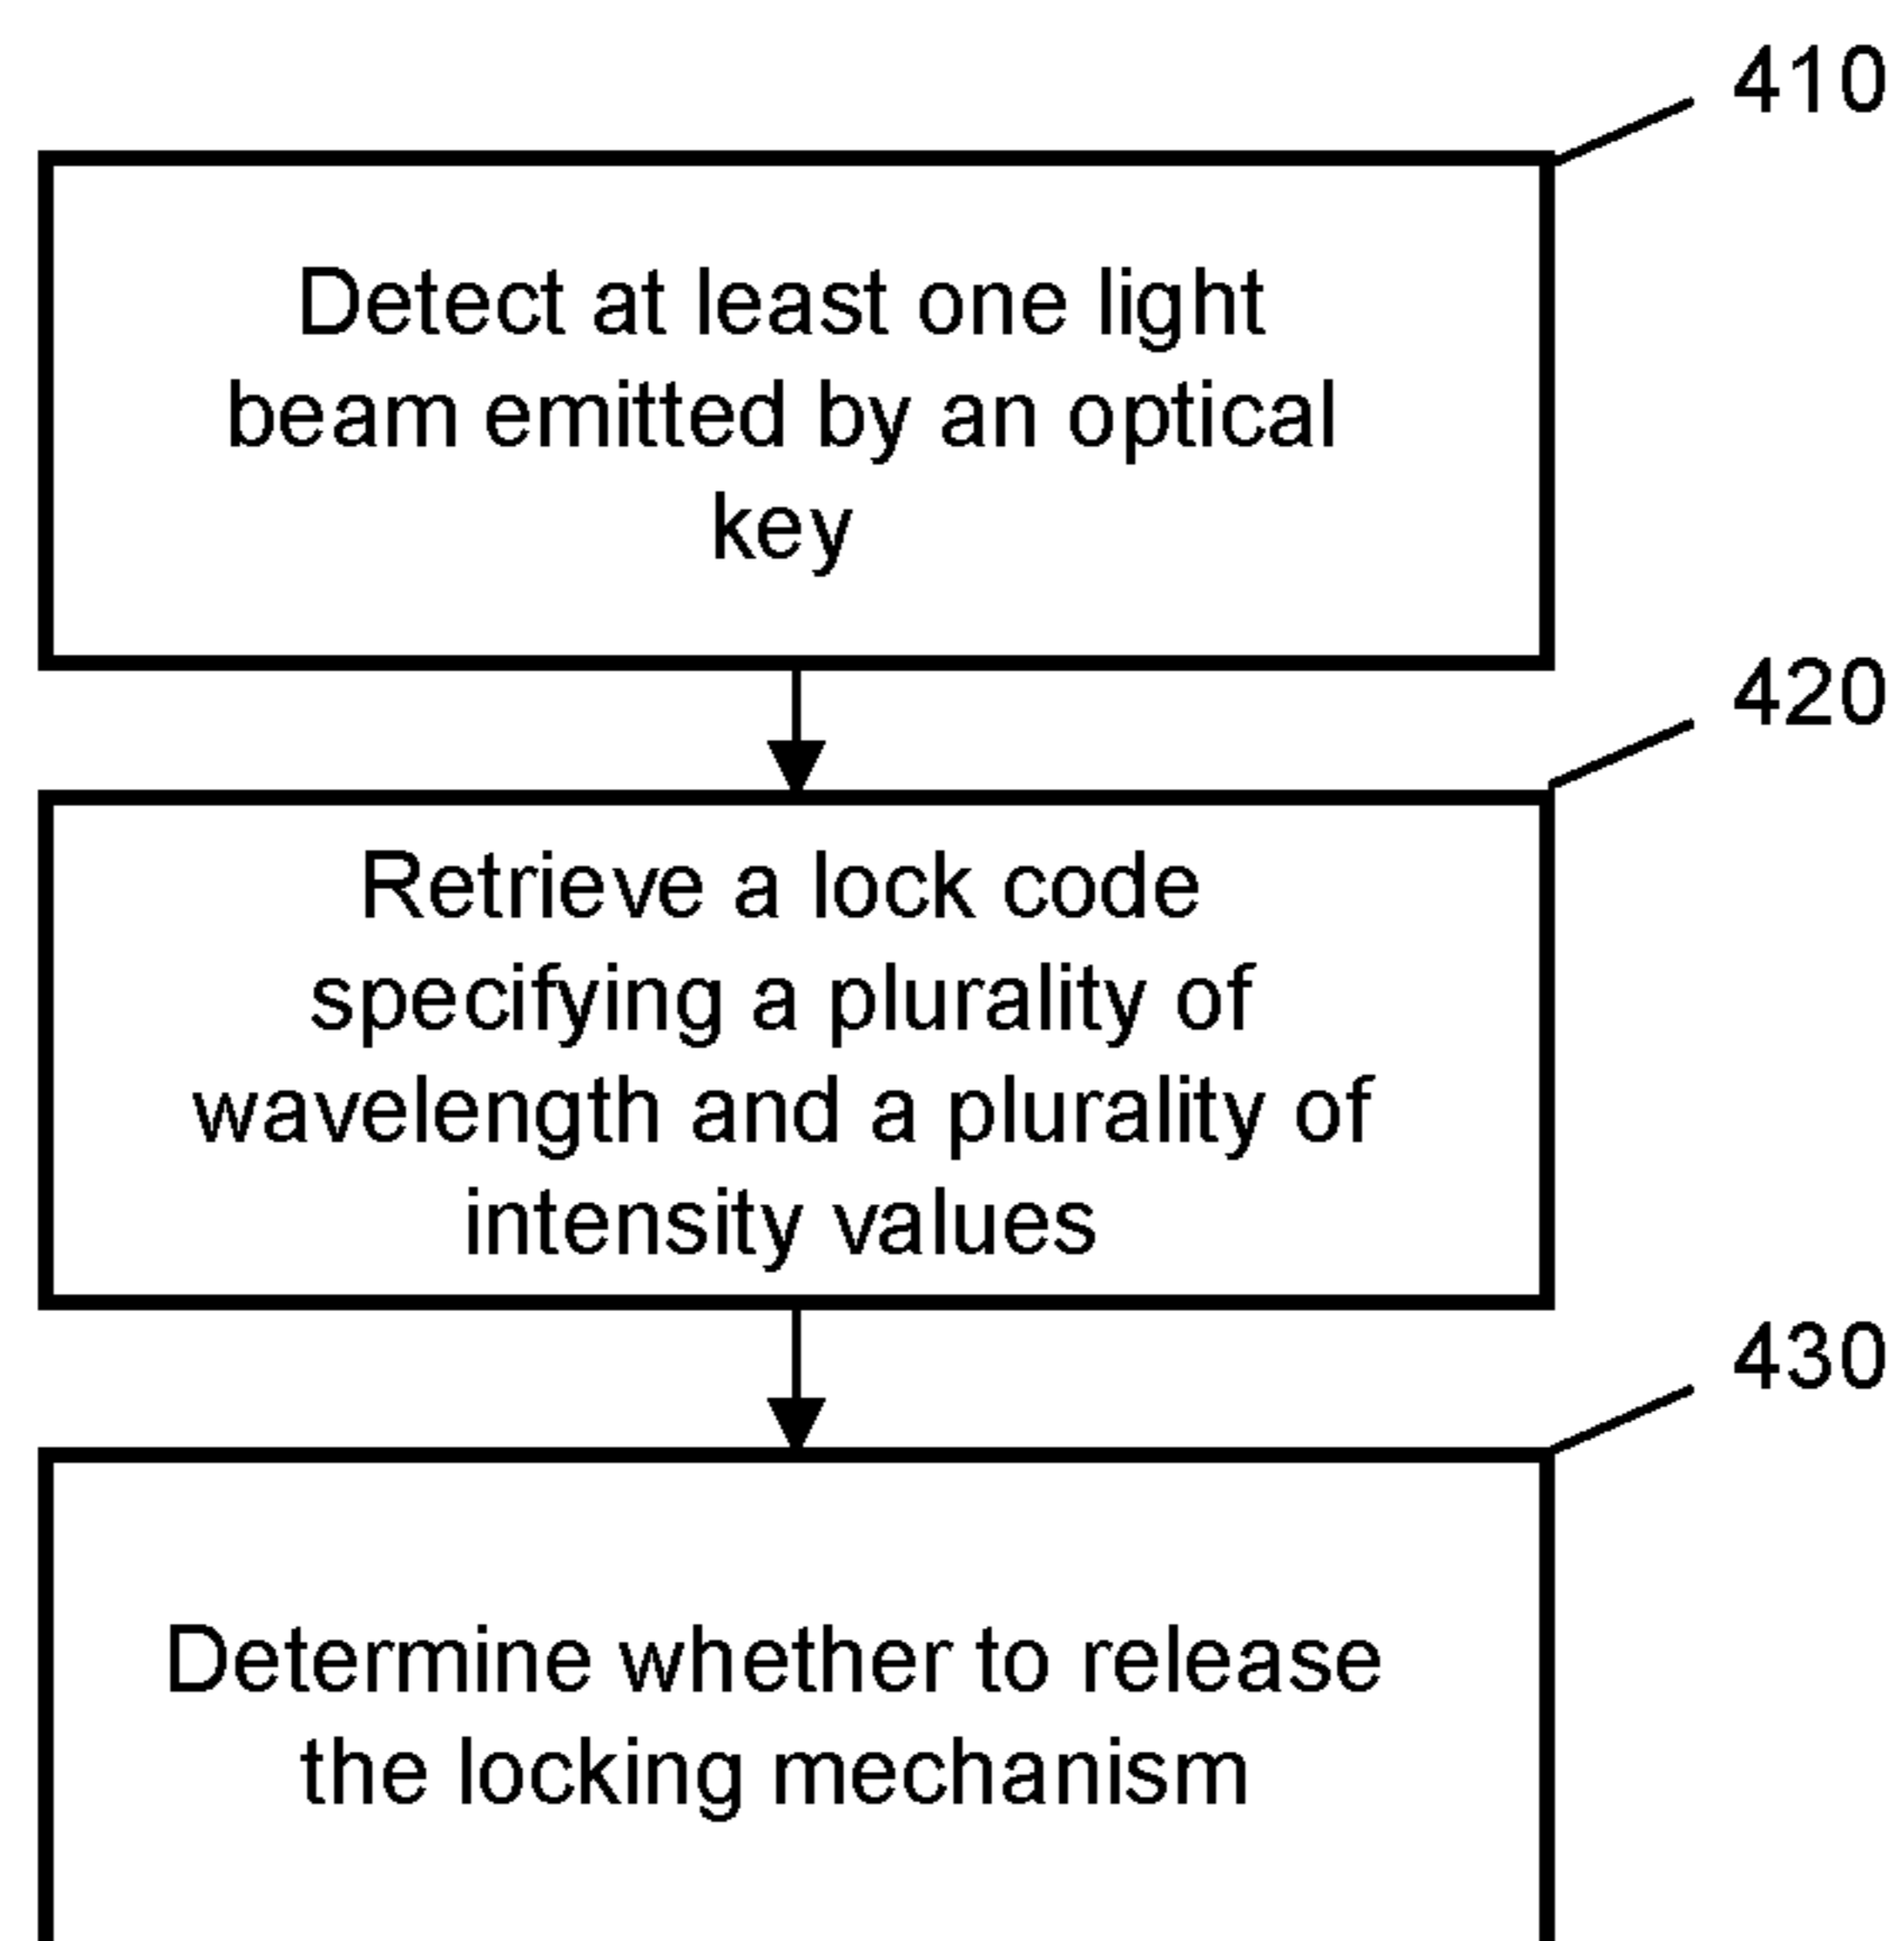 410
Detect at least one light
beam emitted by an optical
key
420
Retrieve a lock code
specifying a plurality of
wavelength and a plurality of
intensity values
430
Determine whether to release
the locking mechanism